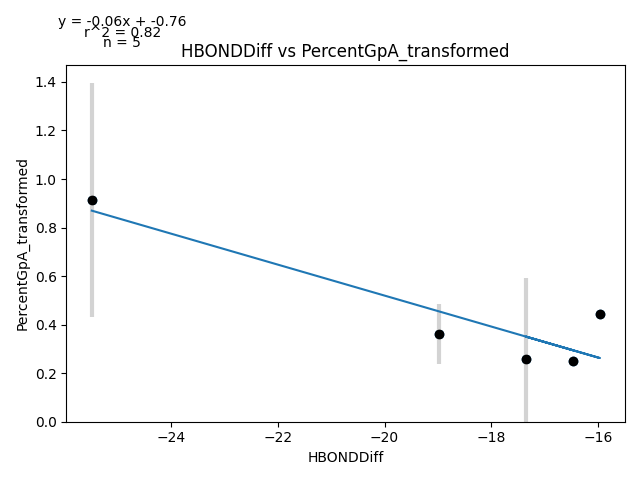 y = -0.06x + -0.76
r^2 = 0.82
n = 5
HBONDDiff vs PercentGpA_transformed
1.4
1.2
1.0
0.8
0.6
0.4
0.2
0.0
PercentGpA_transformed
−24
−22
−20
−18
−16
HBONDDiff